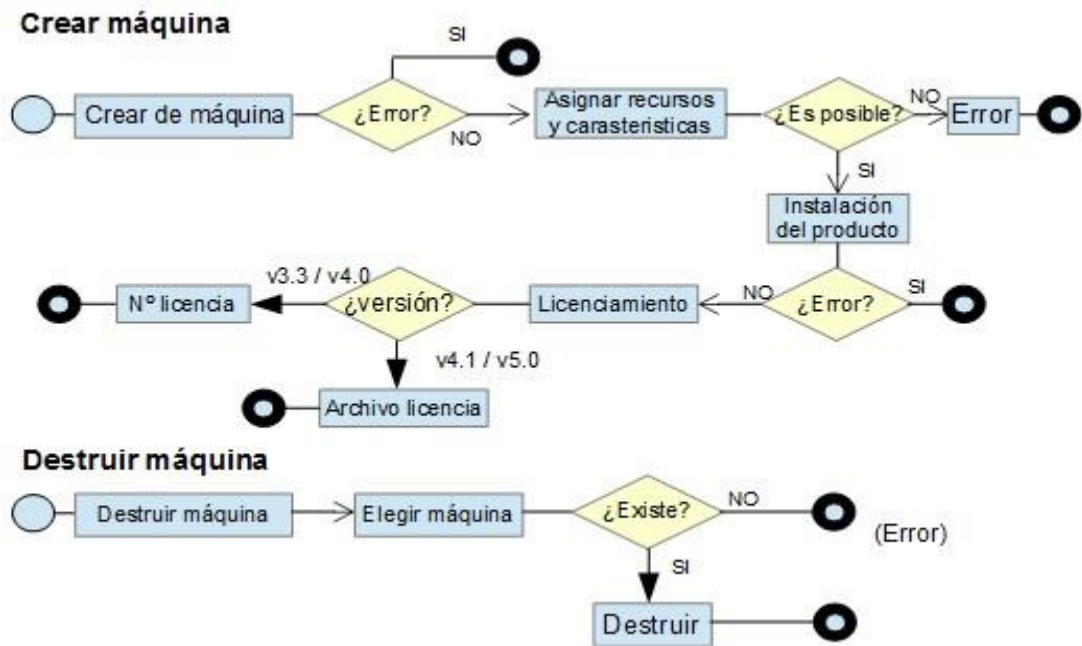 Crear máquina
SI
Crear de máquina
¿Error?
NO
Asignar recursos
y carasteristicas
¿Es posible?
NO
Error
SI
Instalación
del producto
v3.3 / v4.0
Nº licencia
¿versión?
Licenciamiento
NO
¿Error?
SI
v4.1 / v5.0
Archivo licencia
Destruir máquina
Destruir máquina
Elegir máquina
¿Existe?
NO
(Error)
SI
Destruir